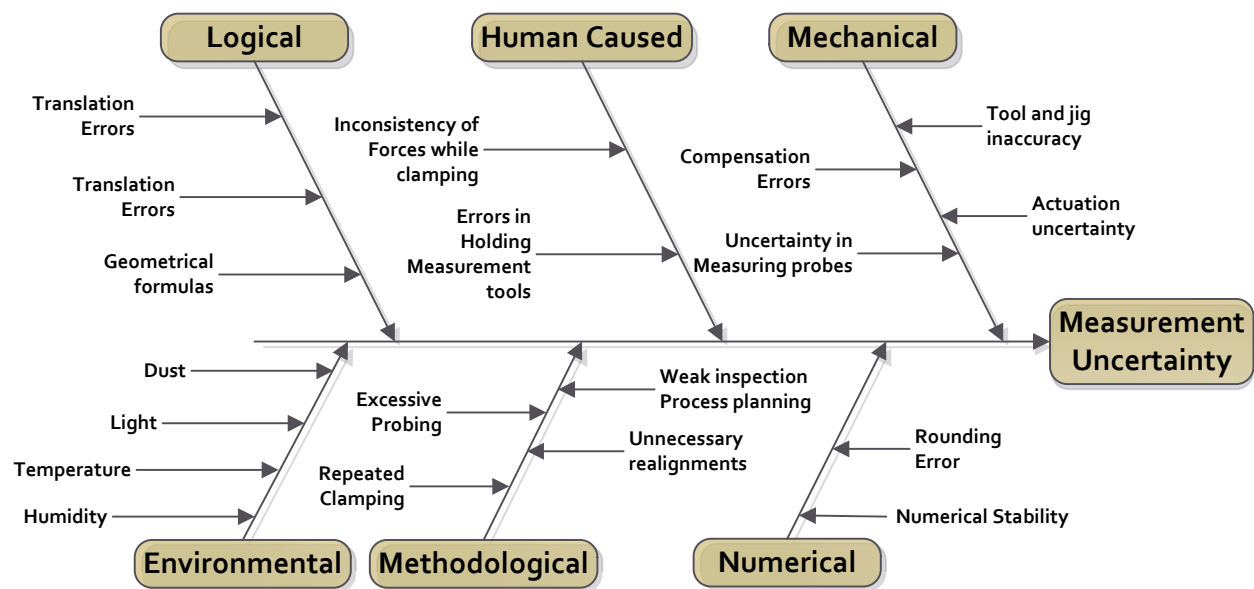 Logical
Human Caused
Mechanical
Translation
Errors
Translation
Errors
Geometrical
formulas
Inconsistency of
Forces while
clamping
Errors in
Holding
Measurement
tools
Tool and jig
inaccuracy
Compensation
Errors
Actuation
uncertainty
Uncertainty in
Measuring probes
Measurement
Uncertainty
Dust
Light
Temperature
Humidity
Weak inspection
Process planning
Excessive
Probing
Unnecessary
realignments
Repeated
Clamping
Rounding
Error
Numerical Stability
Environmental
Methodological
Numerical